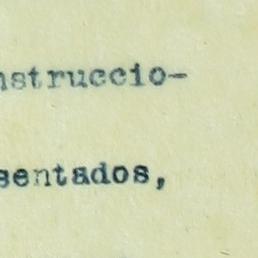 nstruccio-
sentados,